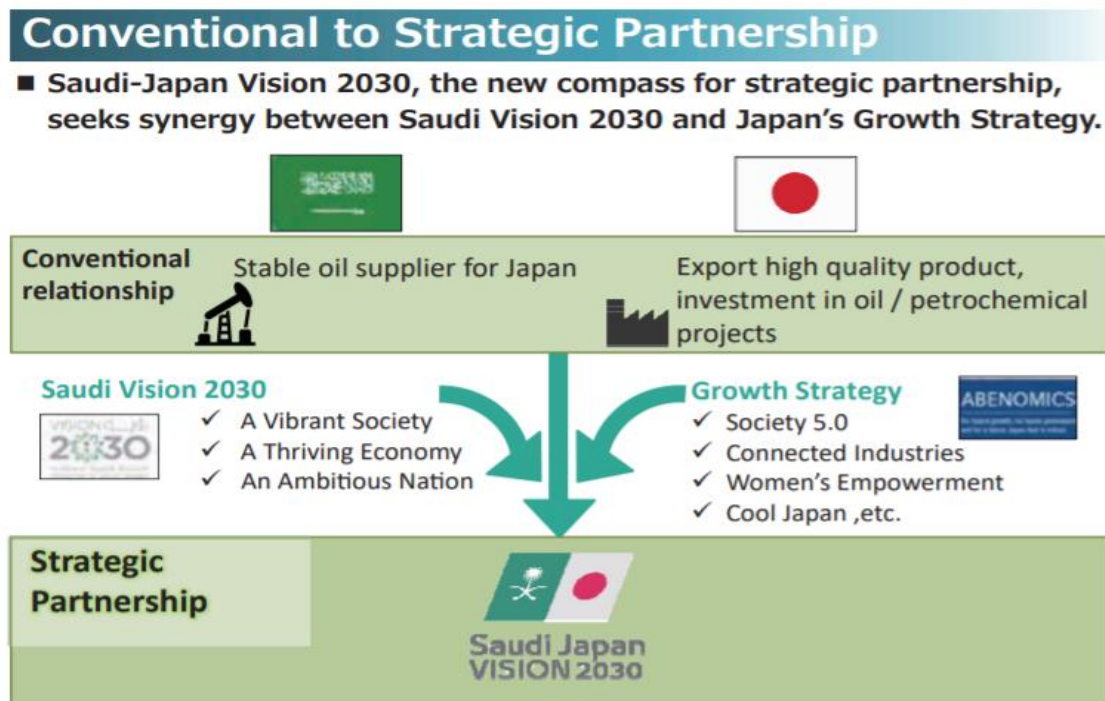 Conventional to Strategic Partnership
■ Saudi-Japan Vision 2030, the new compass for strategic partnership,
seeks synergy between Saudi Vision 2030 and Japan's Growth Strategy.
Conventional
relationship
Stable oil supplier for Japan
Export high quality product,
investment in oil / petrochemical
projects
Saudi Vision 2030
✓ A Vibrant Society
✓ A Thriving Economy
✓ An Ambitious Nation
VISION
2030
Growth Strategy
✓ Society 5.0
✓ Connected Industries
✓ Women's Empowerment
✓ Cool Japan ,etc.
ABENOMICS
Strategic
Partnership
Saudi Japan
VISION 2030